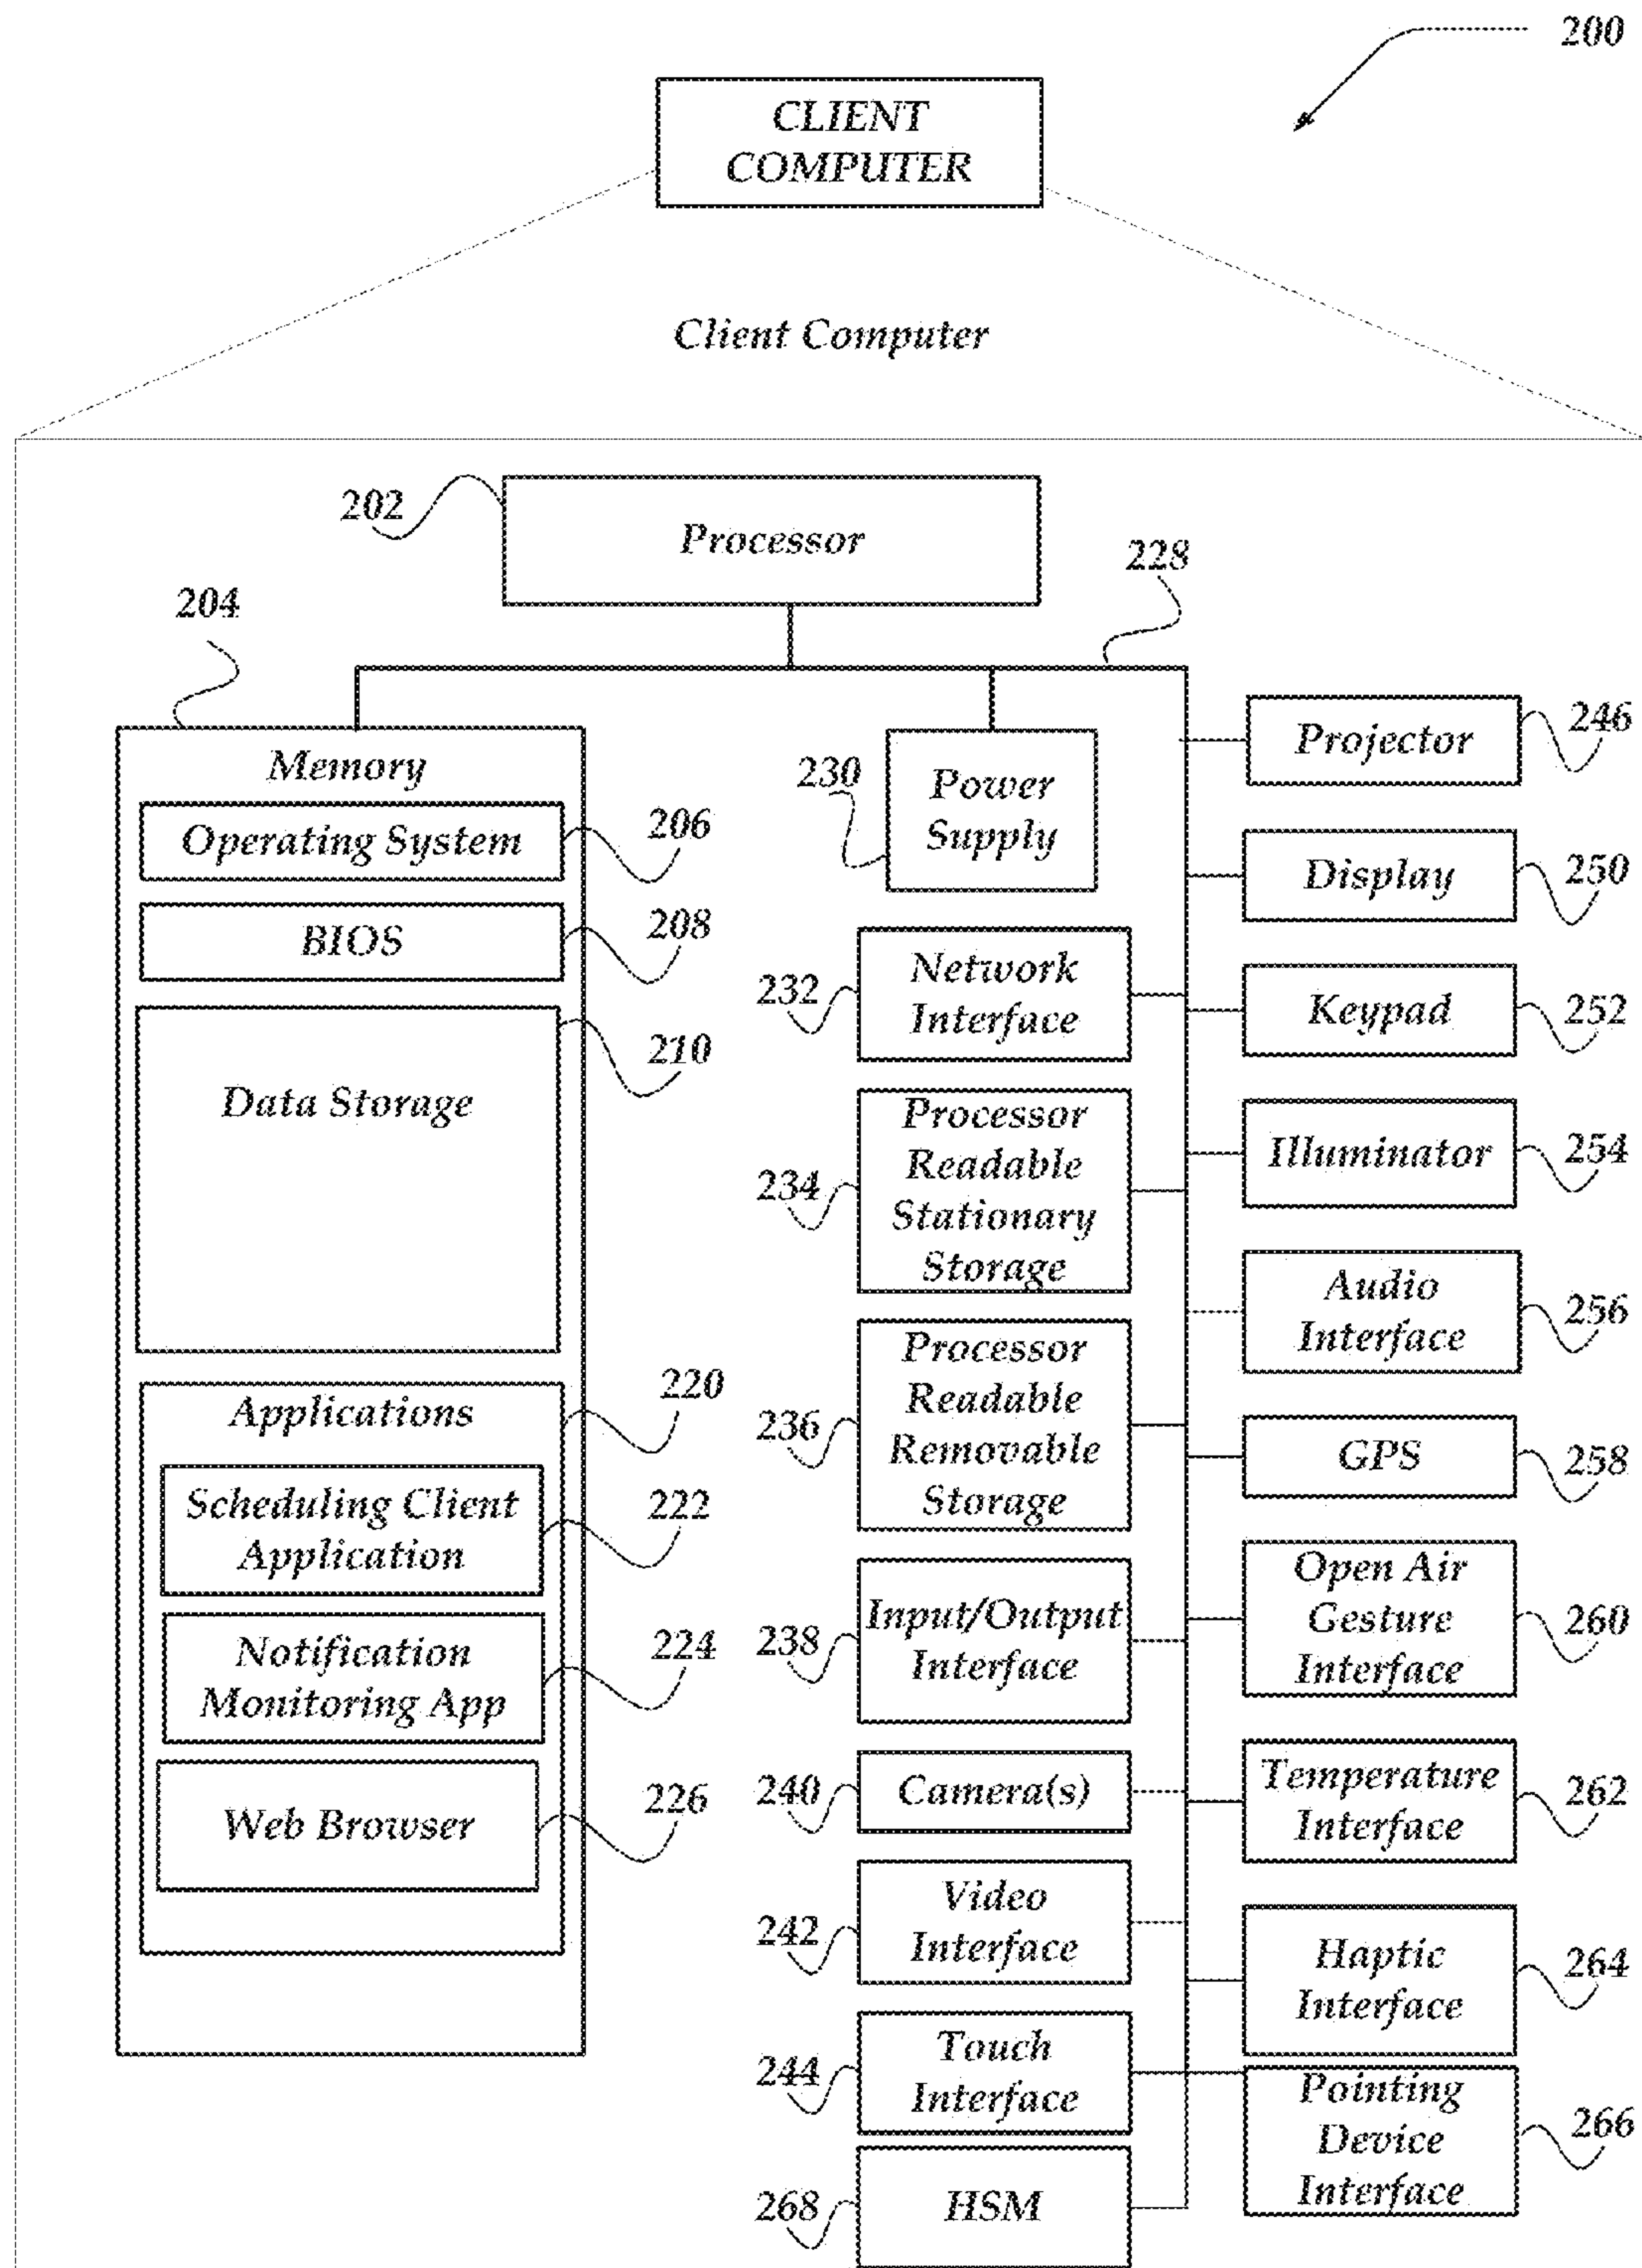 200
CLIENT
COMPUTER
Client Computer
202
Processor
228
204
Memory
Operating System
206
BIOS
208
Data Storage
210
Applications
220
Scheduling Client
Application
222
Notification
Monitoring App
224
Web Browser
226
230
Power
Supply
232
Network
Interface
234
Processor
Readable
Stationary
Storage
236
Processor
Readable
Removable
Storage
238
Input/Output
Interface
240
Camera(s)
242
Video
Interface
244
Touch
Interface
268
HSM
Projector
246
Display
250
Keypad
252
Illuminator
254
Audio
Interface
256
GPS
258
Open Air
Gesture
Interface
260
Temperature
Interface
262
Haptic
Interface
264
Pointing
Device
Interface
266